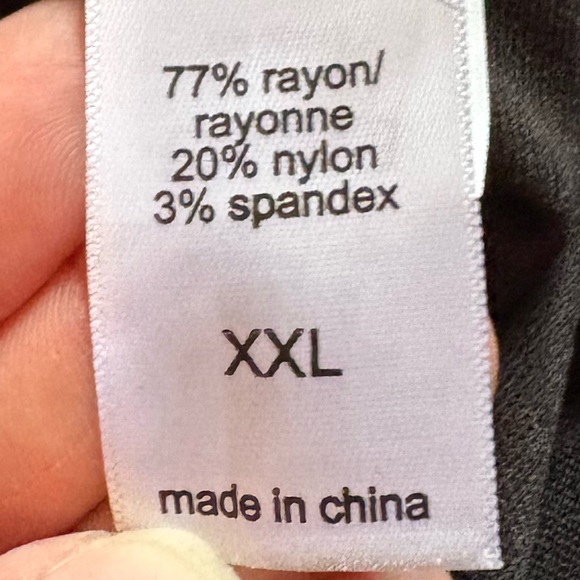 77% rayon/
rayonne
20% nylon
3% spandex
XXL
made in china